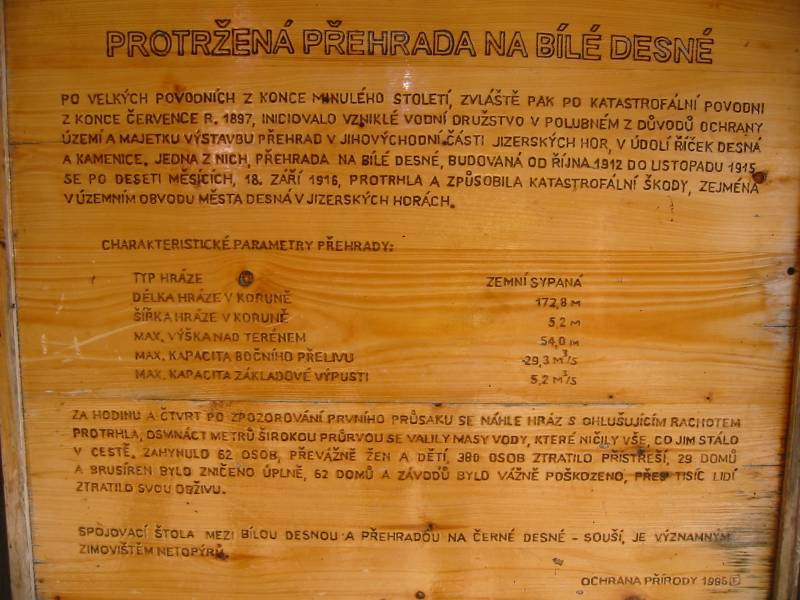 PROTRŽENÁ PŘEHRADA NA BÍLÉ DESNÉ
PO VELKÝCH POVODNÍCH Z KONCE MINULÉHO STOLETÍ, ZVLÁŠTĚ PAK PO KATASTROFÁLNÍ POVODNI
Z KONCE ČERVENCE R. 1897, INICIOVALO VZNIKLÉ VODNÍ DRUŽSTVO V POLUBNÉM Z DŮVODŮ OCHRANY
ÚZEMÍ A MAJETKU VÝSTAVBU PŘEHRAD V JIHOVÝCHODNÍ ČÁSTI JIZERSKÝCH HOR, V ÚDOLÍ ŘÍČEK DESNÁ
A KAMENICE. JEDNA Z NICH, PŘEHRADA NA BÍLÉ DESNÉ, BUDOVANÁ OD ŘÍJNA 1912 DO LISTOPADU 1915,
SE PO DESETI MĚSÍCÍCH, 18. ZÁŘÍ 1916, PROTRHLA A ZPŮSOBILA KATASTROFÁLNÍ ŠKODY, ZEJMÉNA
V ÚZEMNÍM OBVODU MĚSTA DESNÁ V JIZERSKÝCH HORÁCH.
CHARAKTERISTICKÉ PARAMETRY PŘEHRADY:
TYP HRÁZE ZEMNÍ SYPANÁ
DÉLKA HRÁZE V KORUNĚ 172,8 M
ŠÍŘKA HRÁZE V KORUNĚ 5,2 M
MAX. VÝŠKA NAD TERÉNEM 54,0 M
MAX. KAPACITA BOČNÍHO PŘELIVU 29,3 M³/S
MAX. KAPACITA ZÁKLADOVÉ VÝPUSTI 5,2 M³/S
ZA HODINU A ČTVRT PO ZPOZOROVÁNÍ PRVNÍHO PRŮSAKU SE NÁHLE HRÁZ S OHLUŠUJÍCÍM RACHOTEM
PROTRHLA, OSMNÁCT METRŮ ŠIROKOU PRŮRVOU SE VALILY MASY VODY, KTERÉ NIČILY VŠE, CO JIM STÁLO
V CESTĚ. ZAHYNULO 62 OSOB, PŘEVÁŽNĚ ŽEN A DĚTÍ, 380 OSOB ZTRATILO PŘÍSTŘEŠÍ, 29 DOMŮ
A BRUSÍREN BYLO ZNIČENO ÚPLNĚ, 62 DOMŮ A ZÁVODŮ BYLO VÁŽNĚ POŠKOZENO, PŘES TISÍC LIDÍ
ZTRATILO SVOU OBŽIVU.
SPOJOVACÍ ŠTOLA MEZI BÍLOU DESNOU A PŘEHRADOU NA ČERNÉ DESNÉ - SOUŠÍ, JE VÝZNAMNÝM
ZIMOVIŠTĚM NETOPÝRŮ.
OCHRANA PŘÍRODY 1996